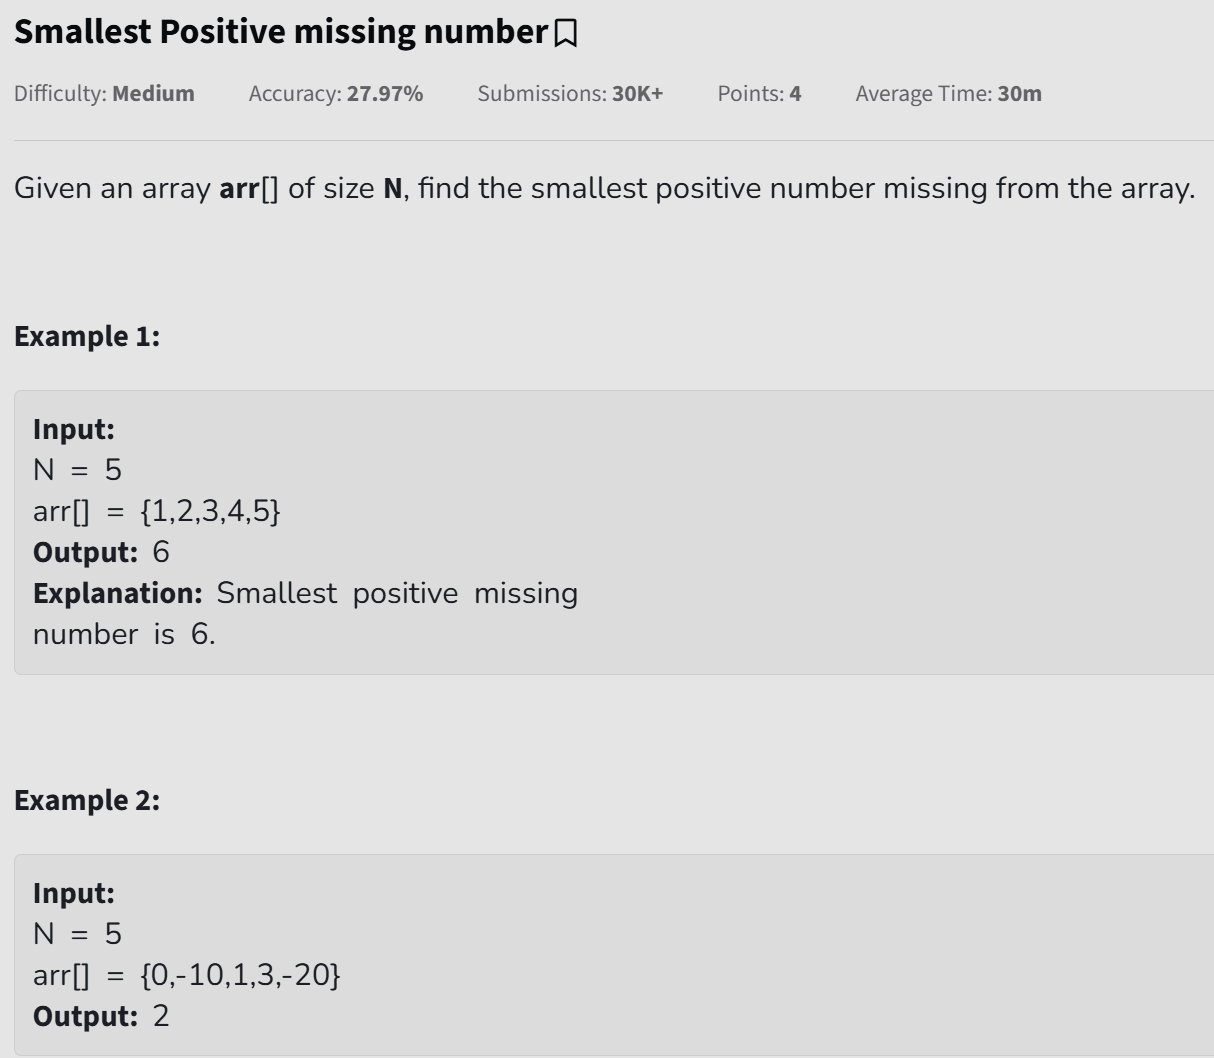 Smallest Positive missing number
Difficulty: Medium Accuracy: 27.97% Submissions: 30K+ Points: 4 Average Time: 30m
Given an array arr[] of size N, find the smallest positive number missing from the array.
Example 1:
Input:
N = 5
arr[] = {1,2,3,4,5}
Output: 6
Explanation: Smallest positive missing
number is 6.
Example 2:
Input:
N = 5
arr[] = {0,-10,1,3,-20}
Output: 2